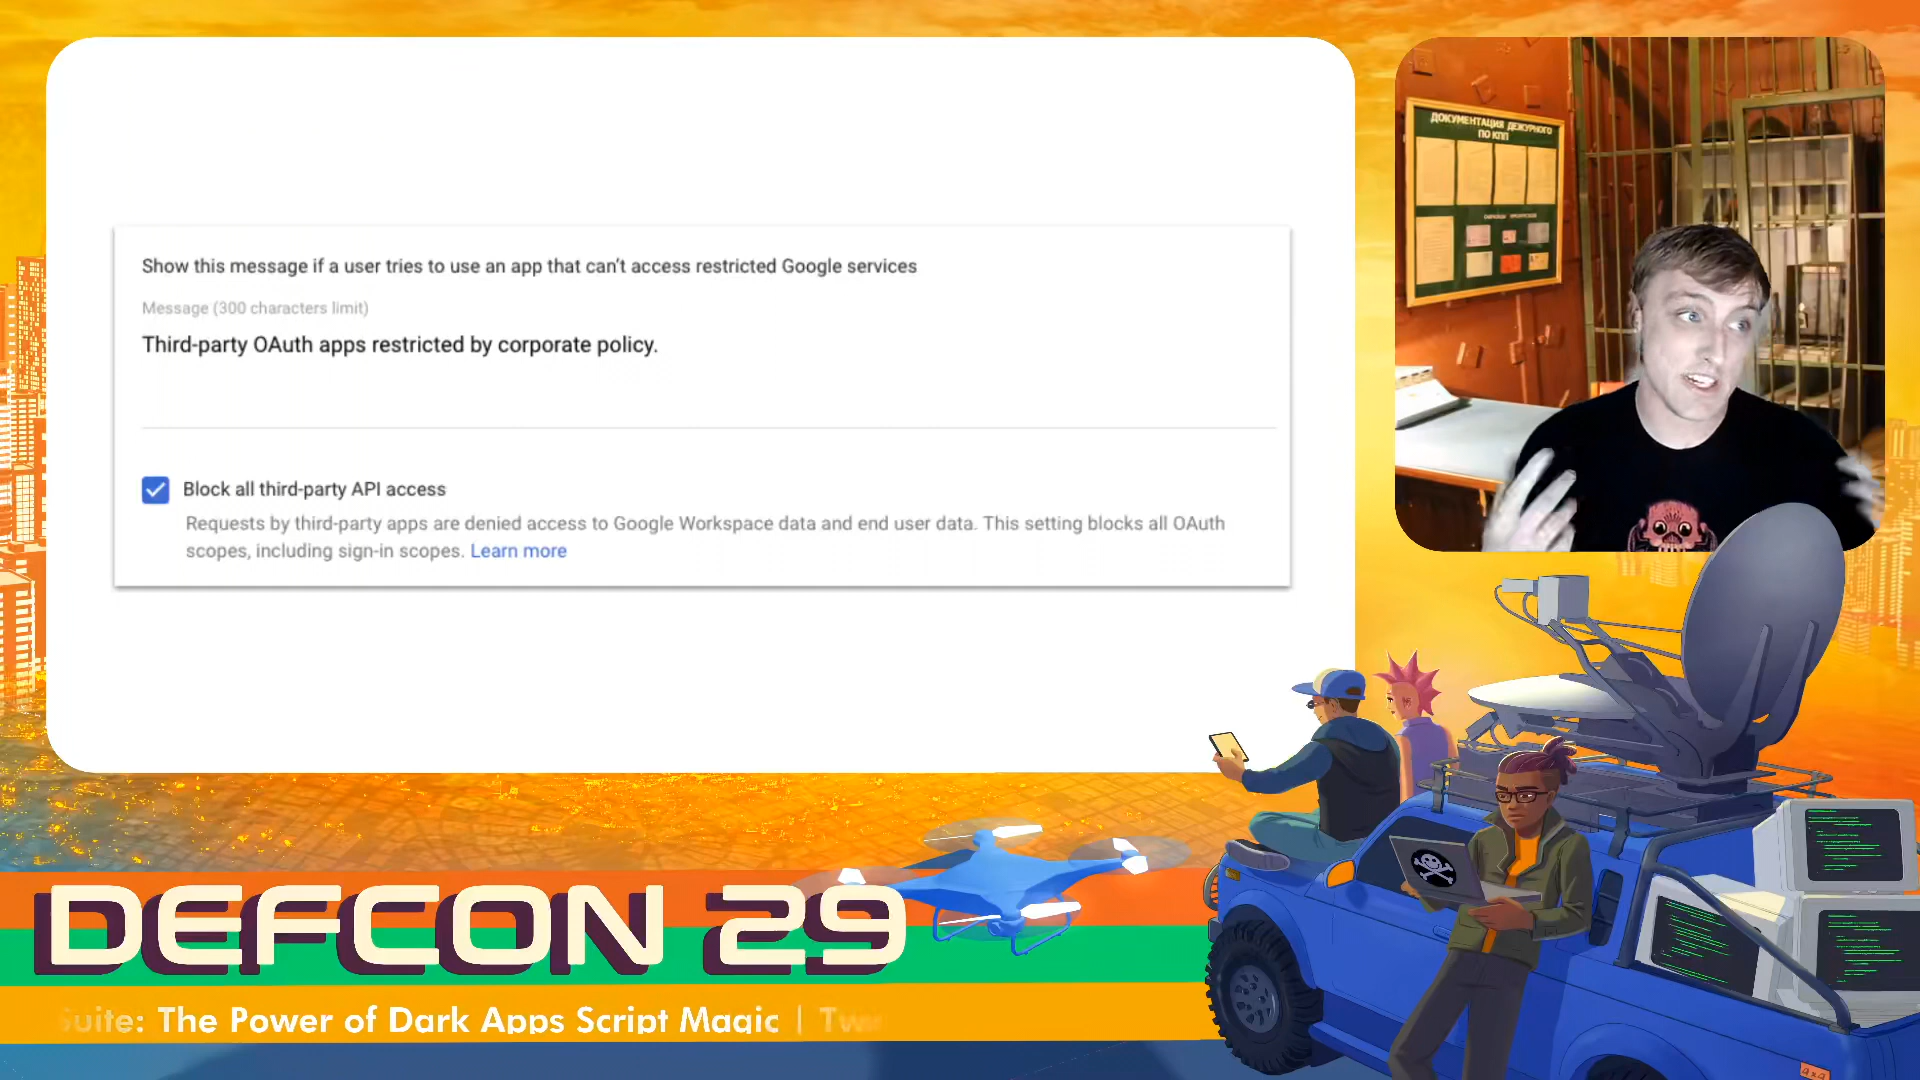 Show this message if a user tries to use an app that can't access restricted Google services
Message (300 characters limit)
Third-party OAuth apps restricted by corporate policy.
Block all third-party API access
Requests by third-party apps are denied access to Google Workspace data and end user data. This setting blocks all OAuth
scopes, including sign-in scopes. Learn more
ДОКУМЕНТАЦИЯ ДЕЖУРНОГО
ПО КПП
DEFCON 29
Suite: The Power of Dark Apps Script Magic |
4x4